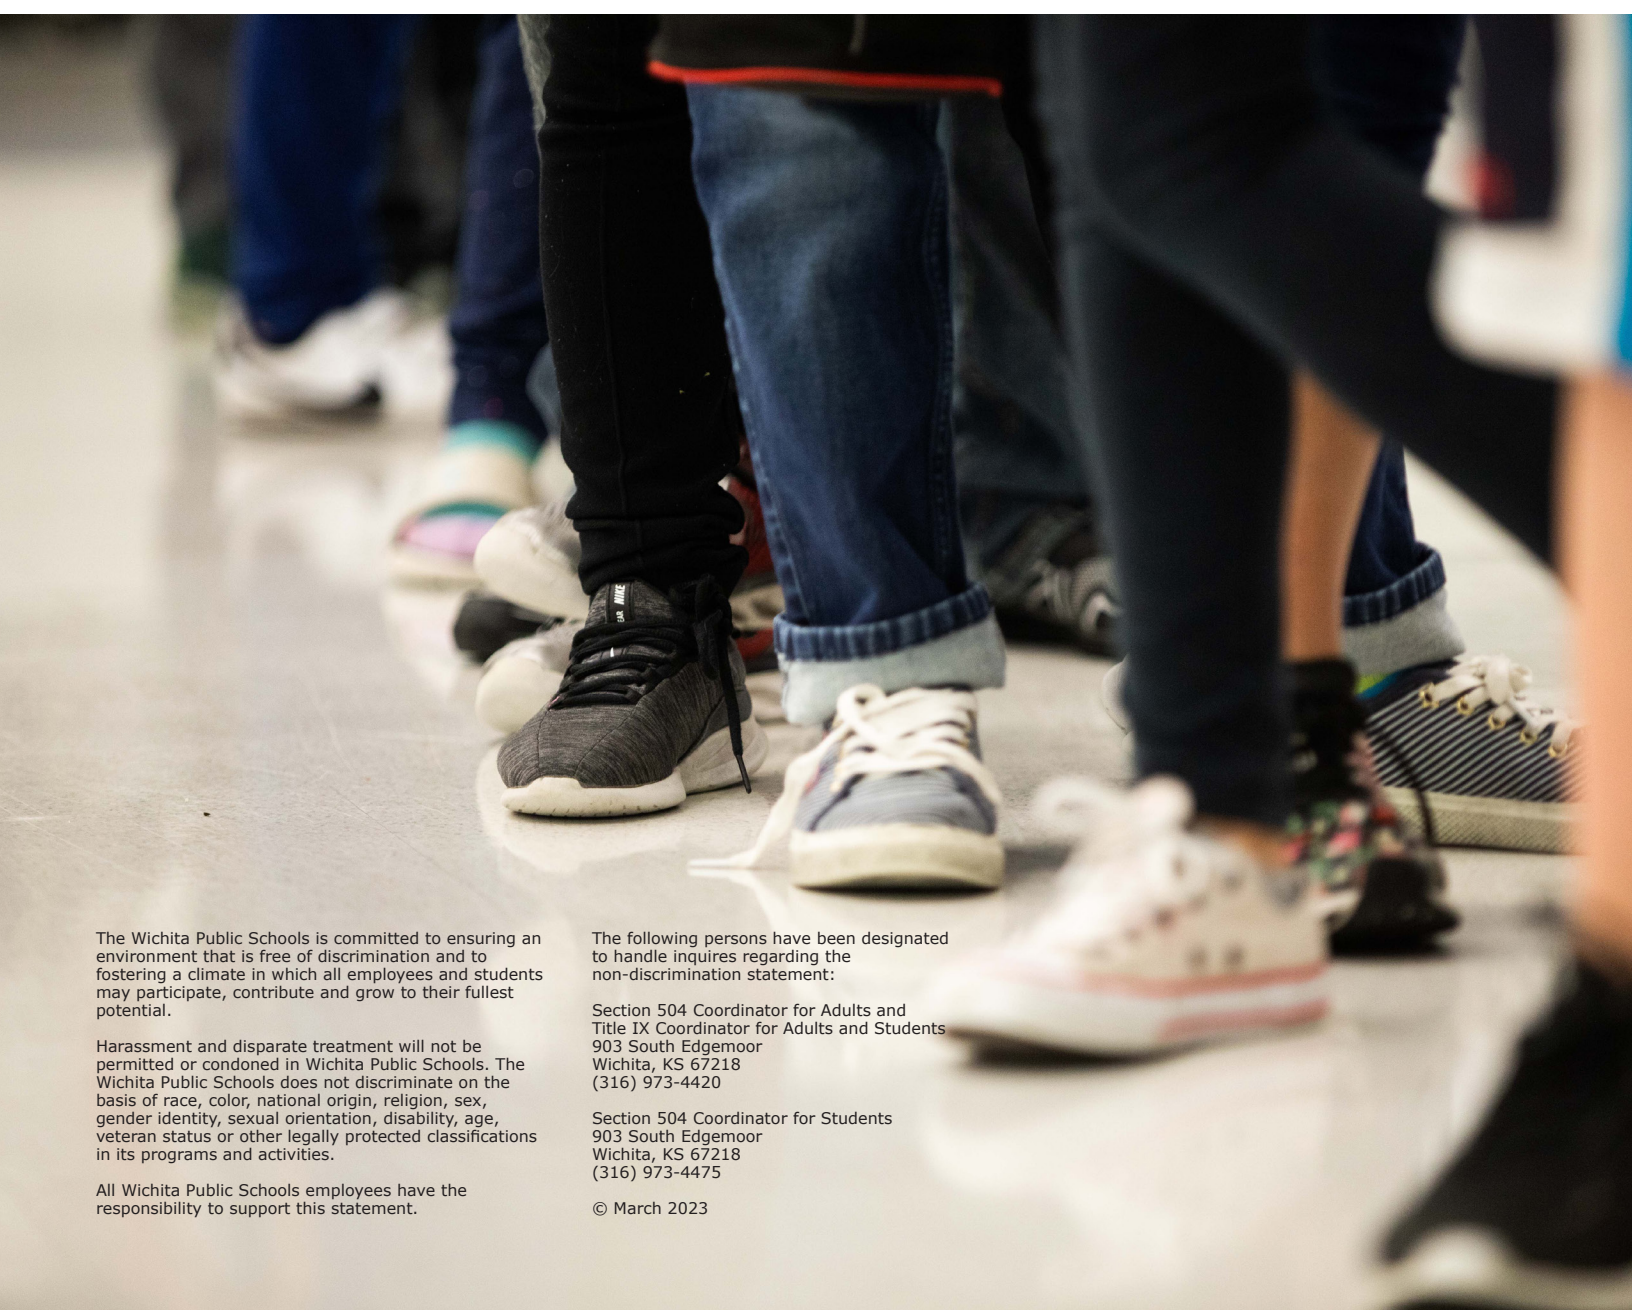 NIKE
The Wichita Public Schools is committed to ensuring an
environment that is free of discrimination and to
fostering a climate in which all employees and students
may participate, contribute and grow to their fullest
potential.
Harassment and disparate treatment will not be
permitted or condoned in Wichita Public Schools. The
Wichita Public Schools does not discriminate on the
basis of race, color, national origin, religion, sex,
gender identity, sexual orientation, disability, age,
veteran status or other legally protected classifications
in its programs and activities.
All Wichita Public Schools employees have the
responsibility to support this statement.
The following persons have been designated
to handle inquires regarding the
non-discrimination statement:
Section 504 Coordinator for Adults and
Title IX Coordinator for Adults and Students
903 South Edgemoor
Wichita, KS 67218
(316) 973-4420
Section 504 Coordinator for Students
903 South Edgemoor
Wichita, KS 67218
(316) 973-4475
© March 2023